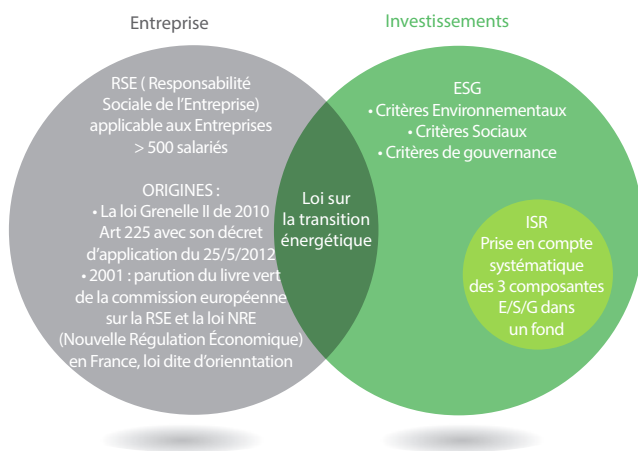 Entreprise
RSE ( Responsabilité
Sociale de l'Entreprise)
applicable aux Entreprises
> 500 salariés
ORIGINES :
• La loi Grenelle II de 2010
Art 225 avec son décret
d'application du 25/5/2012
• 2001 : parution du livre vert
de la commission européenne
sur la RSE et la loi NRE
(Nouvelle Régulation Économique)
en France, loi dite d'orienntation
Loi sur
la transition
énergétique
Investissements
ESG
• Critères Environnementaux
• Critères Sociaux
• Critères de gouvernance
ISR
Prise en compte
systématique
des 3 composantes
E/S/G dans
un fond